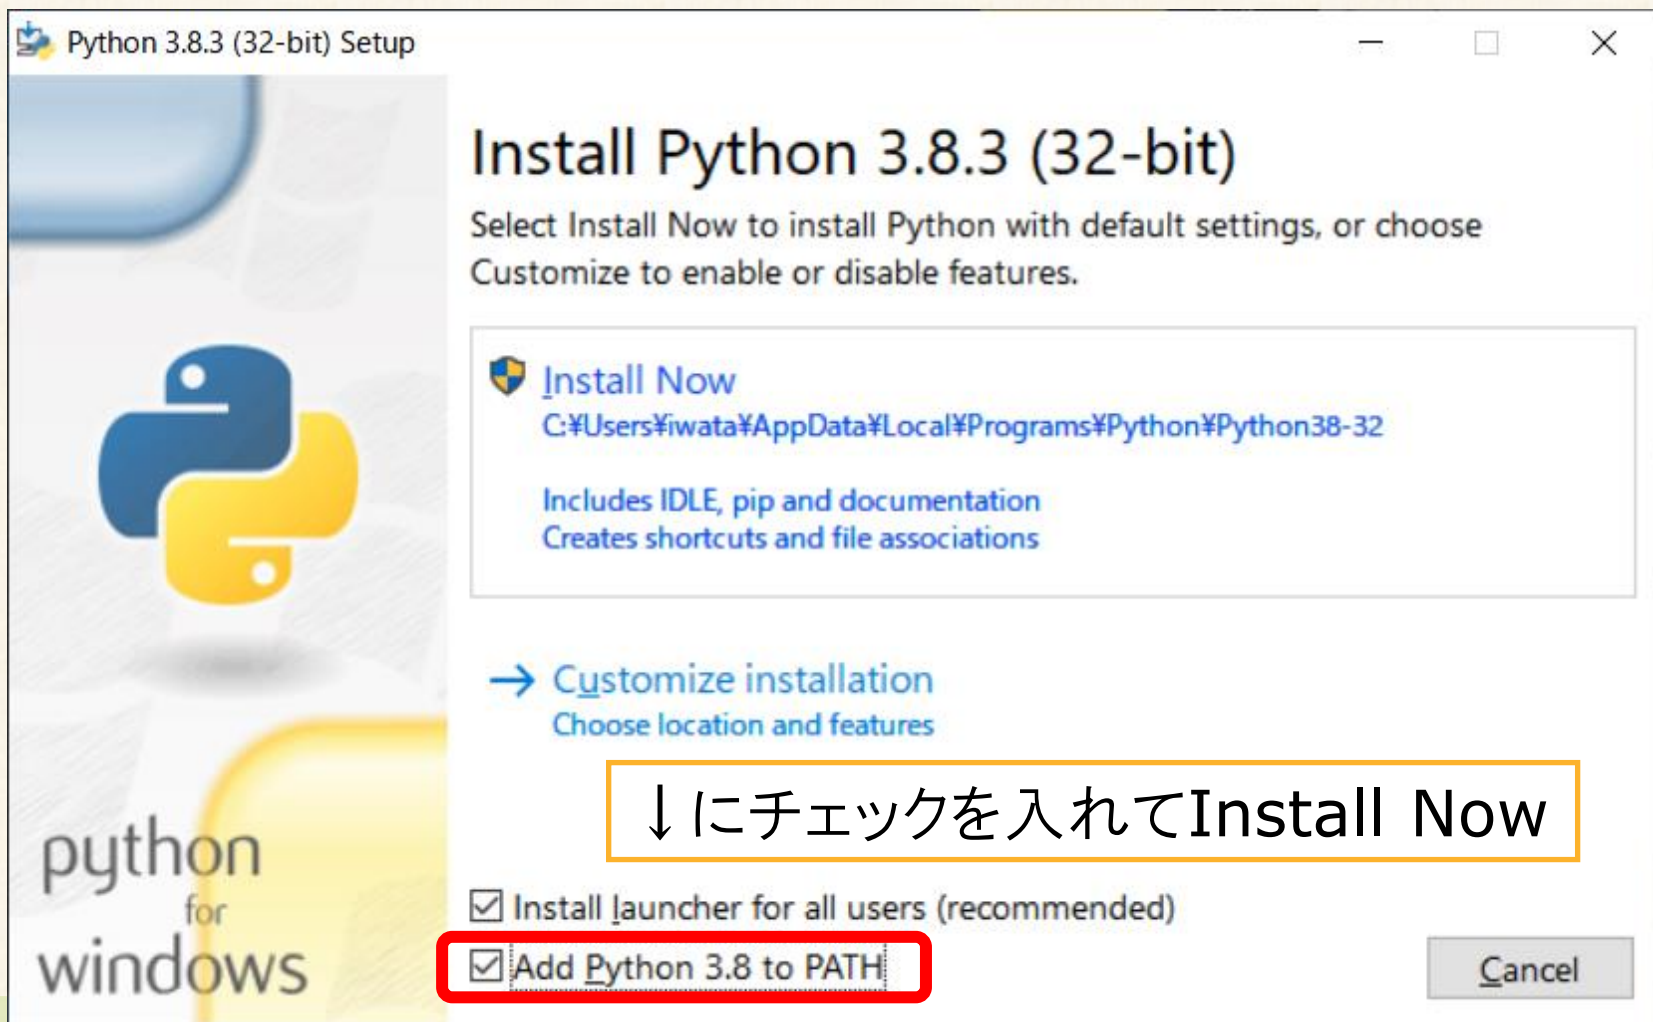 Python 3.8.3 (32-bit) Setup
Install Python 3.8.3 (32-bit)
Select Install Now to install Python with default settings, or choose
Customize to enable or disable features.
Install Now
C:¥Users¥iwata¥AppData¥Local¥Programs¥Python¥Python38-32
Includes IDLE, pip and documentation
Creates shortcuts and file associations
→ Customize installation
Choose location and features
↓にチェックを入れてInstall Now
python
for
windows
Install launcher for all users (recommended)
Add Python 3.8 to PATH
Cancel